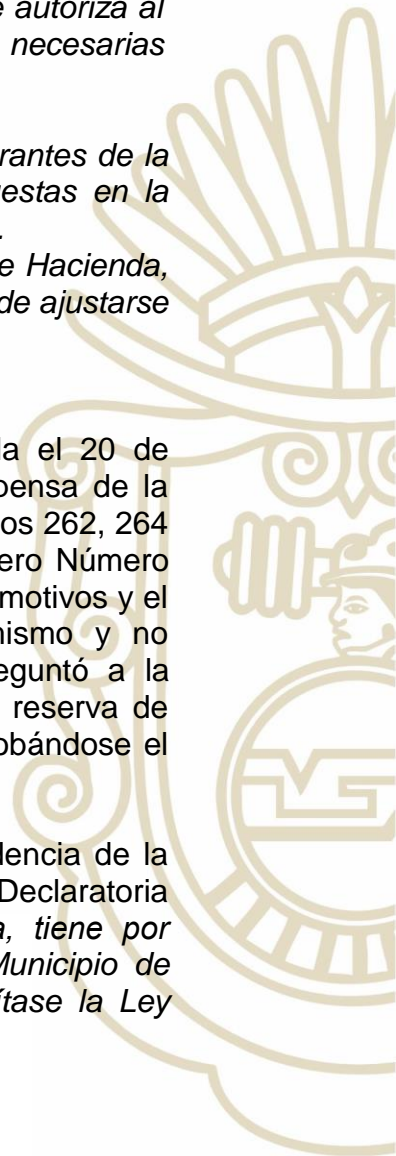 autoriza al
necesarias
rantes de la
uestas en la
.
e Hacienda,
de ajustarse
la el 20 de
pensa de la
os 262, 264
ero Número
motivos y el
nismo y no
eguntó a la
reserva de
obándose el
dencia de la
Declaratoria
a, tiene por
Municipio de
ítase la Ley